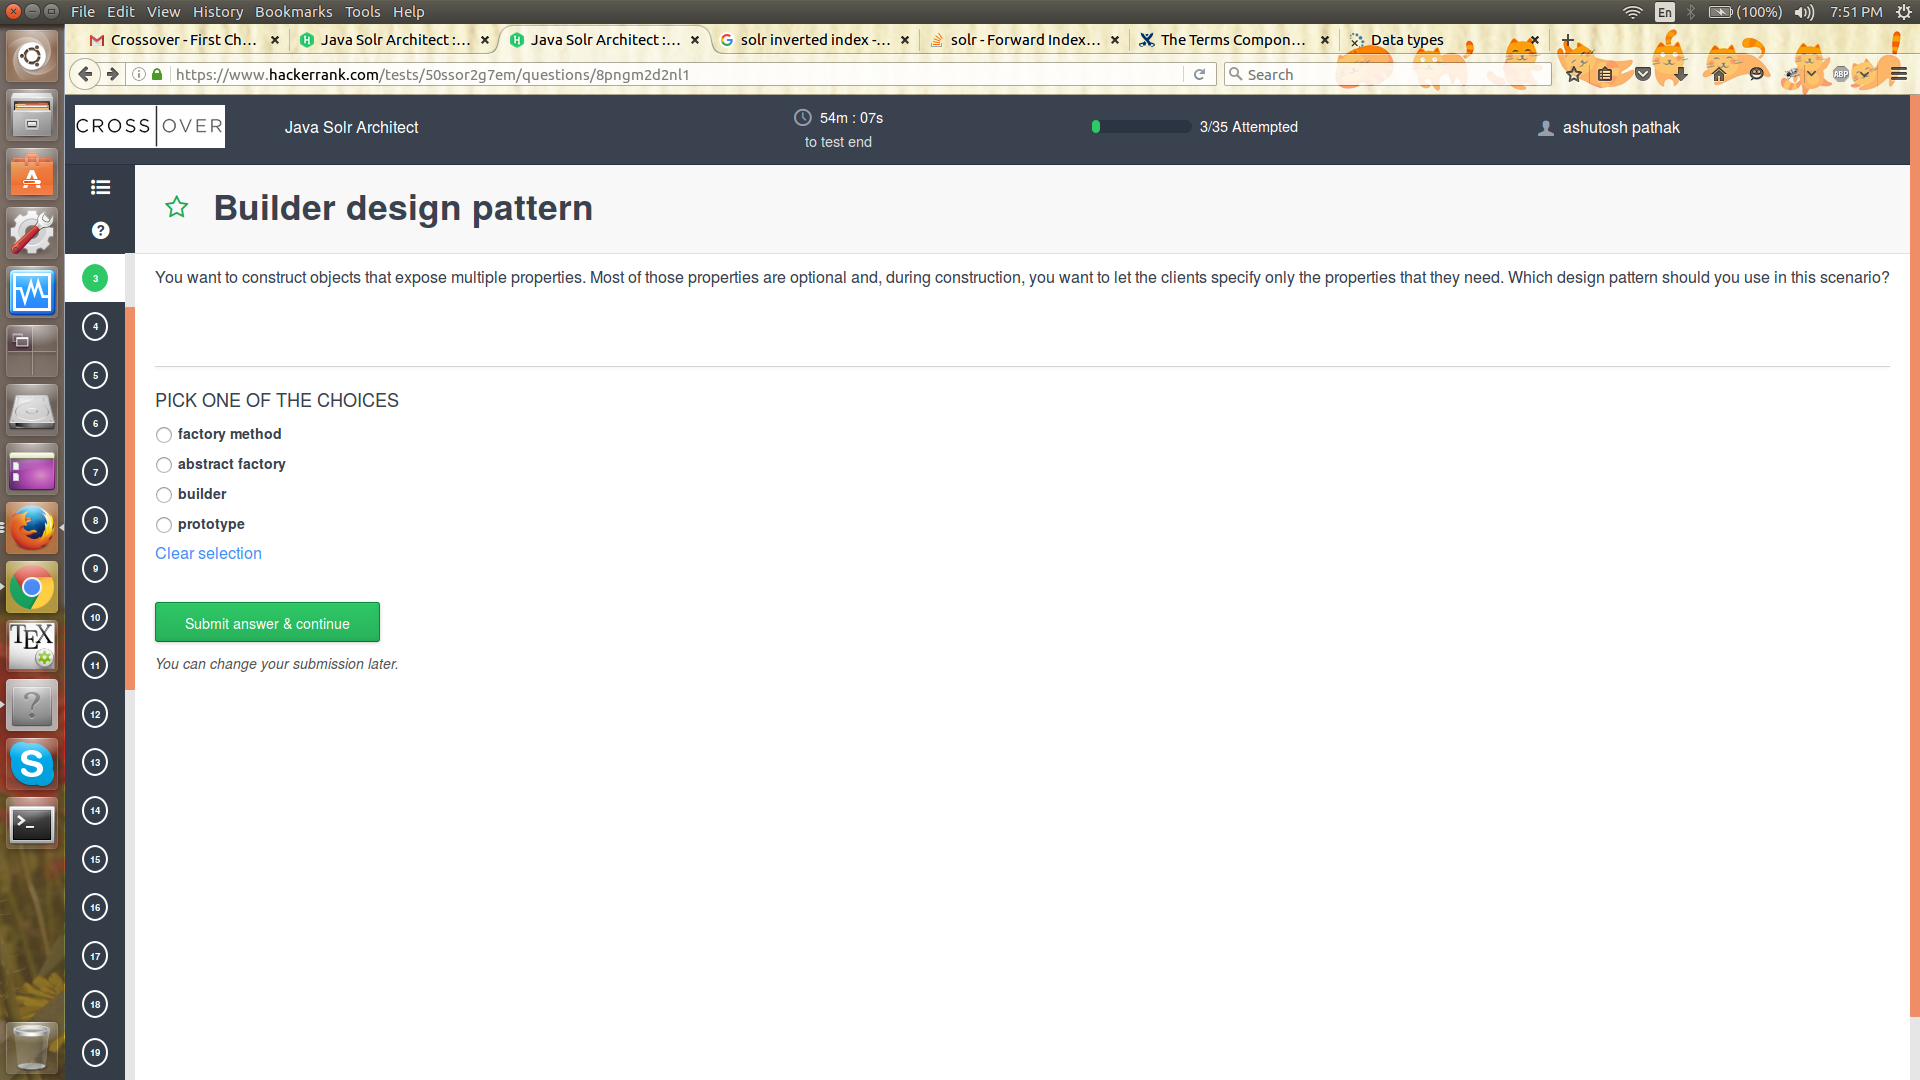 File Edit View History Bookmarks Tools Help
En (100%) 7:51 PM
Crossover - First Ch... Java Solr Architect :... Java Solr Architect :... solr inverted index -... solr - Forward Index... The Terms Compon... Data types
https://www.hackerrank.com/tests/50ssor2g7em/questions/8pngm2d2nl1
Search
ABP
CROSS OVER
Java Solr Architect
54m : 07s
to test end
3/35 Attempted
ashutosh pathak
Builder design pattern
You want to construct objects that expose multiple properties. Most of those properties are optional and, during construction, you want to let the clients specify only the properties that they need. Which design pattern should you use in this scenario?
PICK ONE OF THE CHOICES
factory method
abstract factory
builder
prototype
Clear selection
Submit answer & continue
You can change your submission later.
3
4
5
6
7
8
9
10
11
12
13
14
15
16
17
18
19
TEX